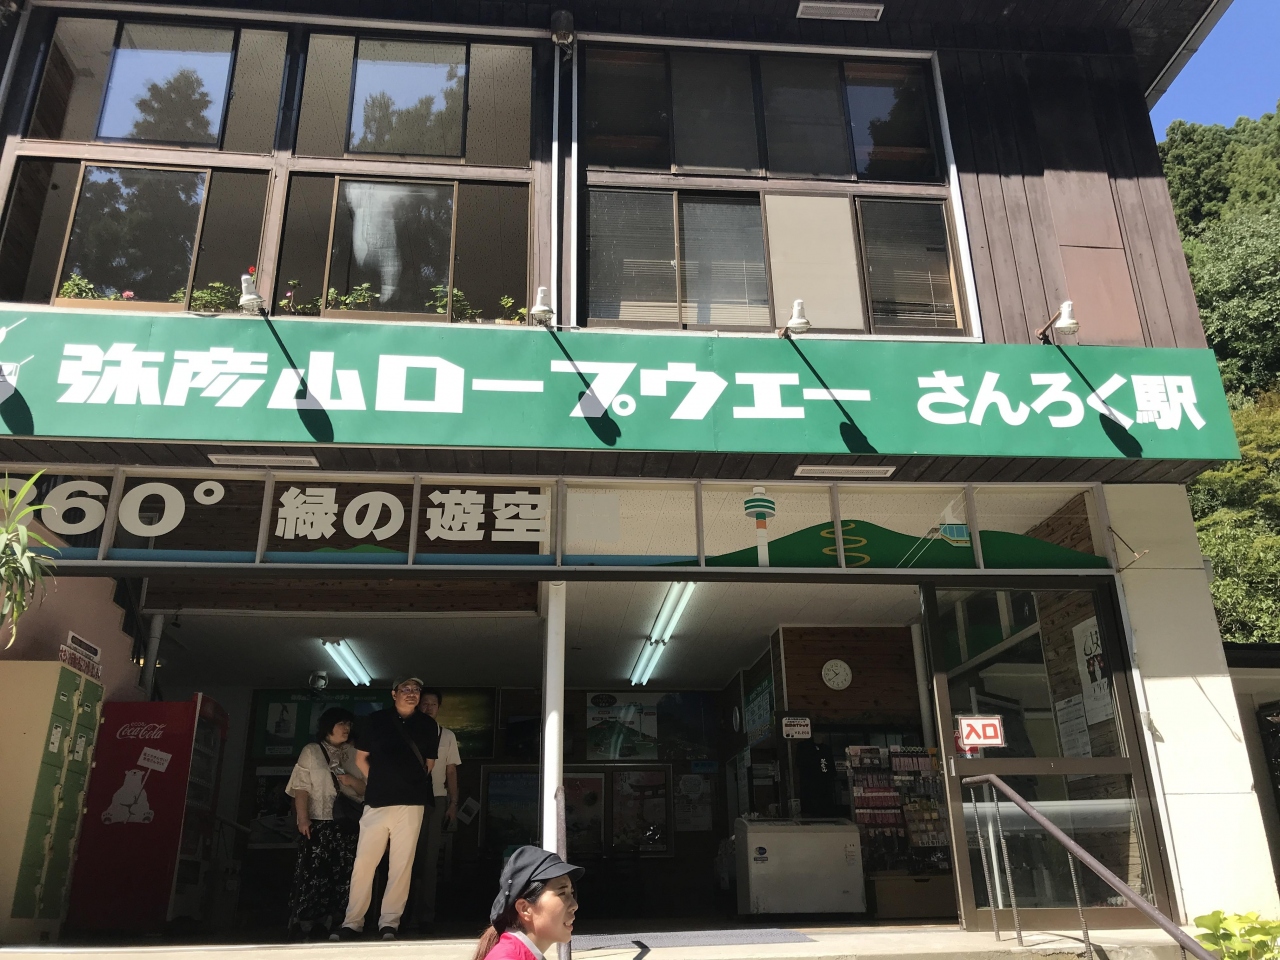 弥彦山ロープウエー さんろく駅
360° 緑の遊空
Coca-Cola
入口